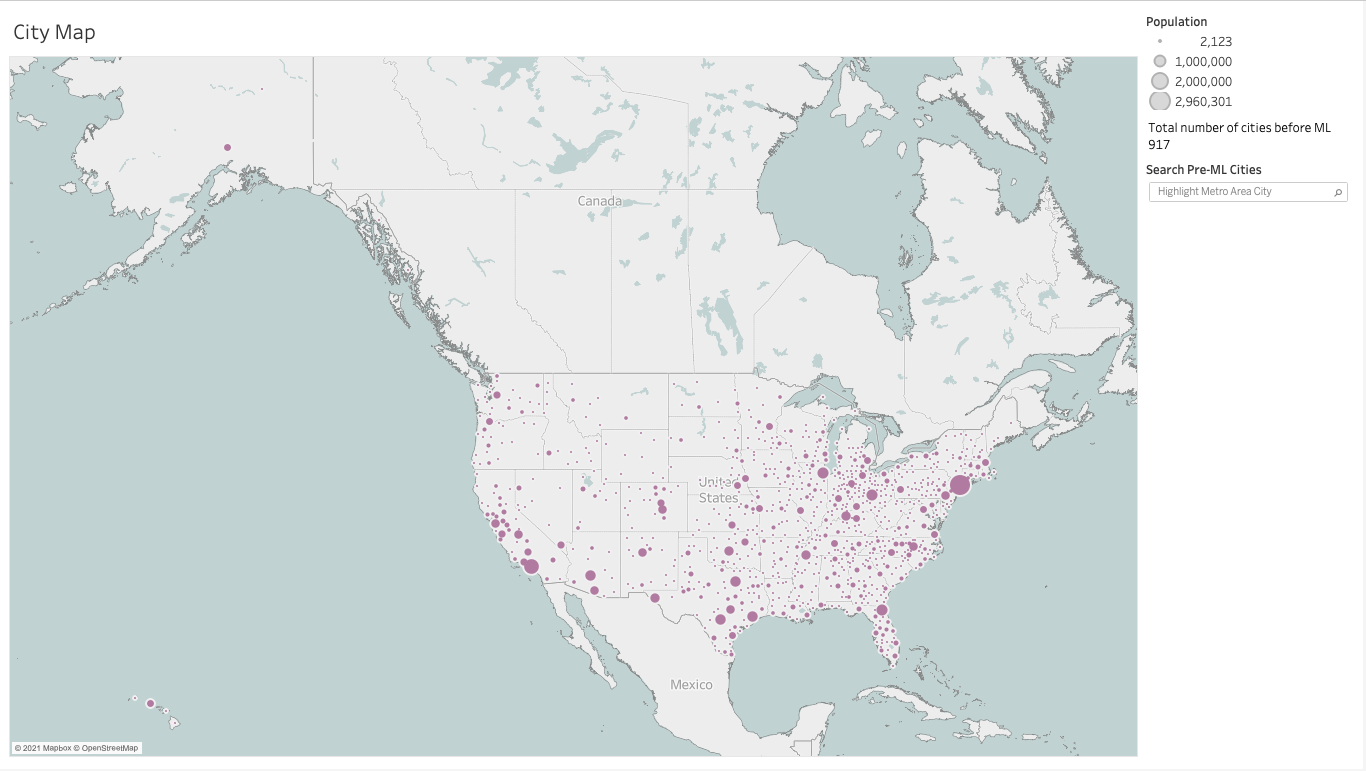 City Map
Population
2,123
1,000,000
2,000,000
2,960,301
Total number of cities before ML
917
Search Pre-ML Cities
Highlight Metro Area City
Canada
United
States
Mexico
© 2021 Mapbox © OpenStreetMap